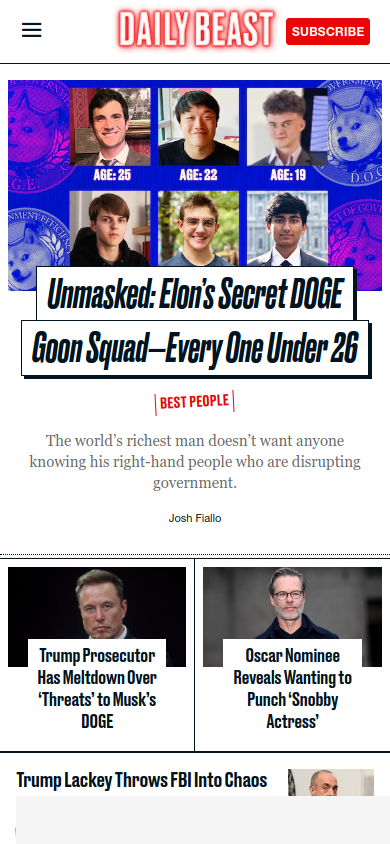 DAILY BEAST
SUBSCRIBE
AGE: 25
AGE: 22
AGE: 19
Unmasked: Elon's Secret DOGE
Goon Squad—Every One Under 26
BEST PEOPLE
The world's richest man doesn't want anyone
knowing his right-hand people who are disrupting
government.
Josh Fiallo
Trump Prosecutor
Has Meltdown Over
'Threats' to Musk's
DOGE
Oscar Nominee
Reveals Wanting to
Punch 'Snobby
Actress'
Trump Lackey Throws FBI Into Chaos